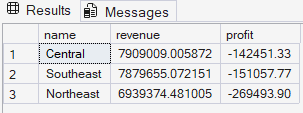 Results Messages
name revenue profit
1 Central 7909009.005872 -142451.33
2 Southeast 7879655.072151 -151057.77
3 Northeast 6939374.481005 -269493.90